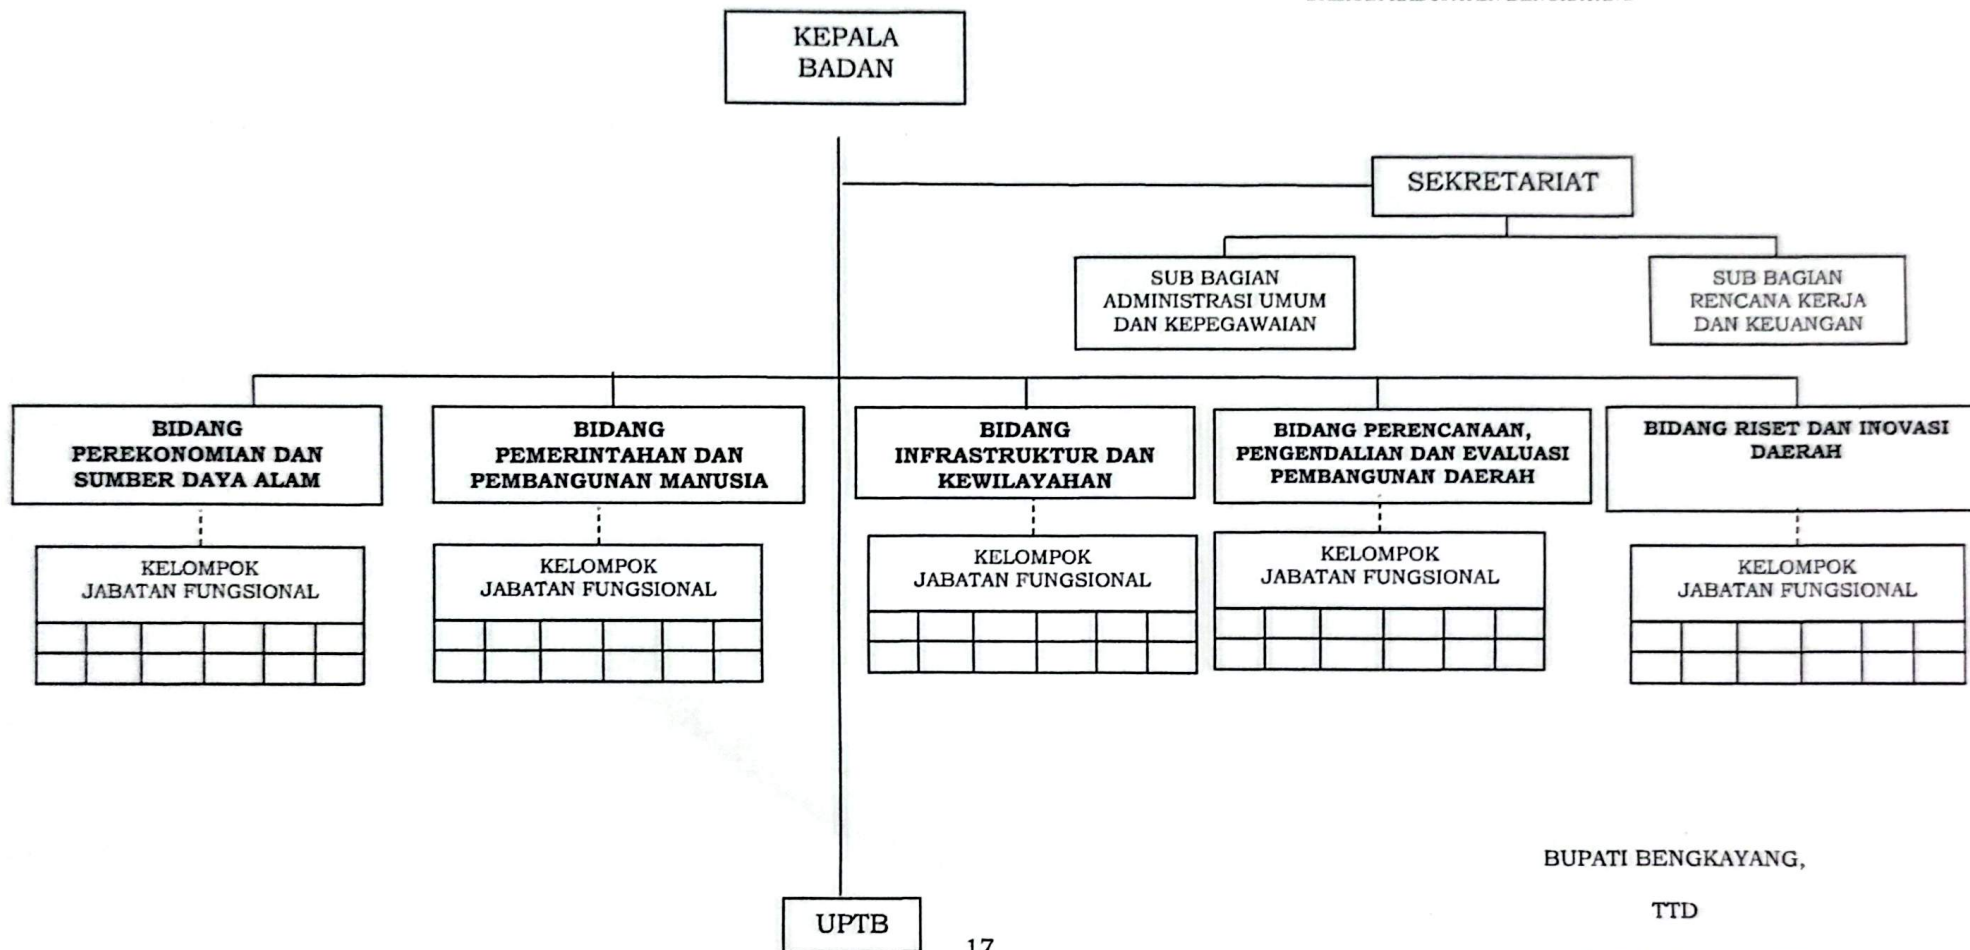 KEPALA
BADAN
SEKRETARIAT
SUB BAGIAN
ADMINISTRASI UMUM
DAN KEPEGAWAIAN
SUB BAGIAN
RENCANA KERJA
DAN KEUANGAN
BIDANG
PEREKONOMIAN DAN
SUMBER DAYA ALAM
BIDANG
PEMERINTAHAN DAN
PEMBANGUNAN MANUSIA
BIDANG
INFRASTRUKTUR DAN
KEWILAYAHAN
BIDANG PERENCANAAN,
PENGENDALIAN DAN EVALUASI
PEMBANGUNAN DAERAH
BIDANG RISET DAN INOVASI
DAERAH
KELOMPOK
JABATAN FUNGSIONAL
KELOMPOK
JABATAN FUNGSIONAL
KELOMPOK
JABATAN FUNGSIONAL
KELOMPOK
JABATAN FUNGSIONAL
KELOMPOK
JABATAN FUNGSIONAL
BUPATI BENGKAYANG,
TTD
UPTB
17